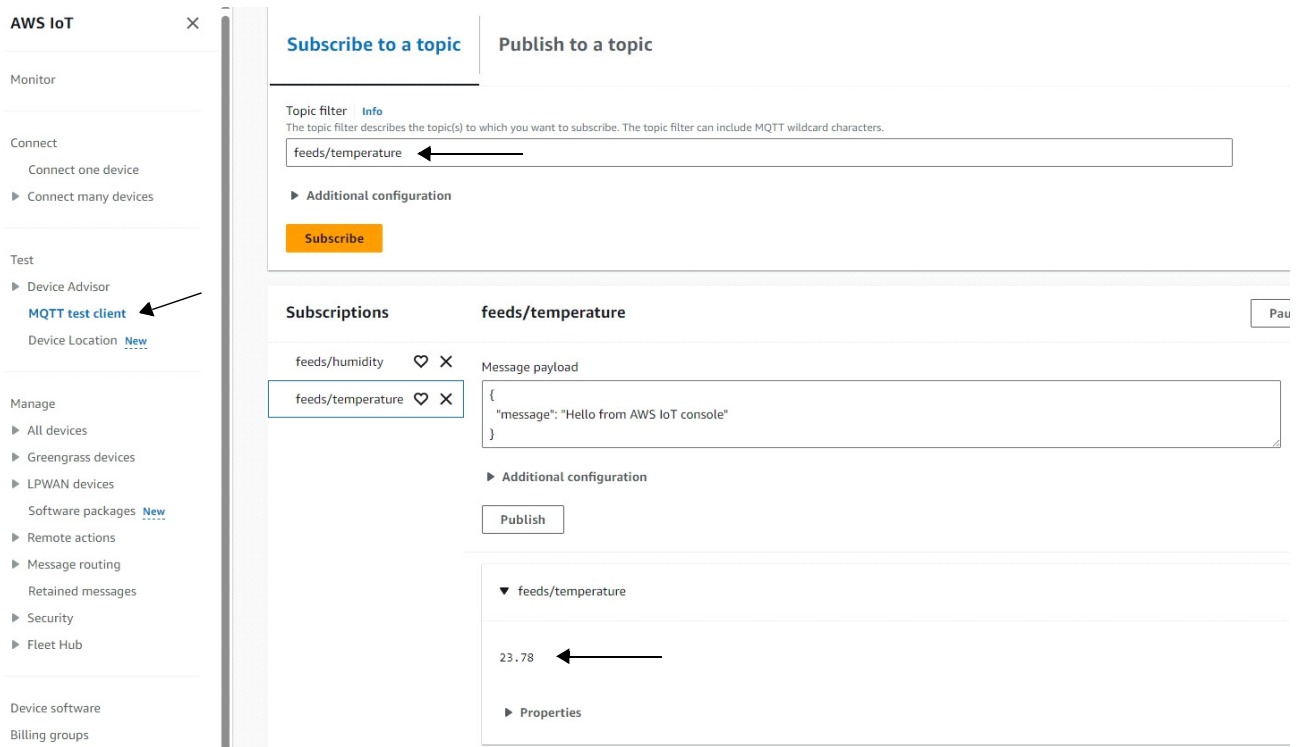 AWS IoT
Monitor
Connect
Connect one device
Connect many devices
Test
Device Advisor
MQTT test client
Device Location New
Manage
All devices
Greengrass devices
LPWAN devices
Software packages New
Remote actions
Message routing
Retained messages
Security
Fleet Hub
Device software
Billing groups
Subscribe to a topic
Publish to a topic
Topic filter Info
The topic filter describes the topic(s) to which you want to subscribe. The topic filter can include MQTT wildcard characters.
feeds/temperature
Additional configuration
Subscribe
Subscriptions
feeds/humidity
feeds/temperature
feeds/temperature
Pau
Message payload
{
"message": "Hello from AWS IoT console"
}
Additional configuration
Publish
feeds/temperature
23.78
Properties